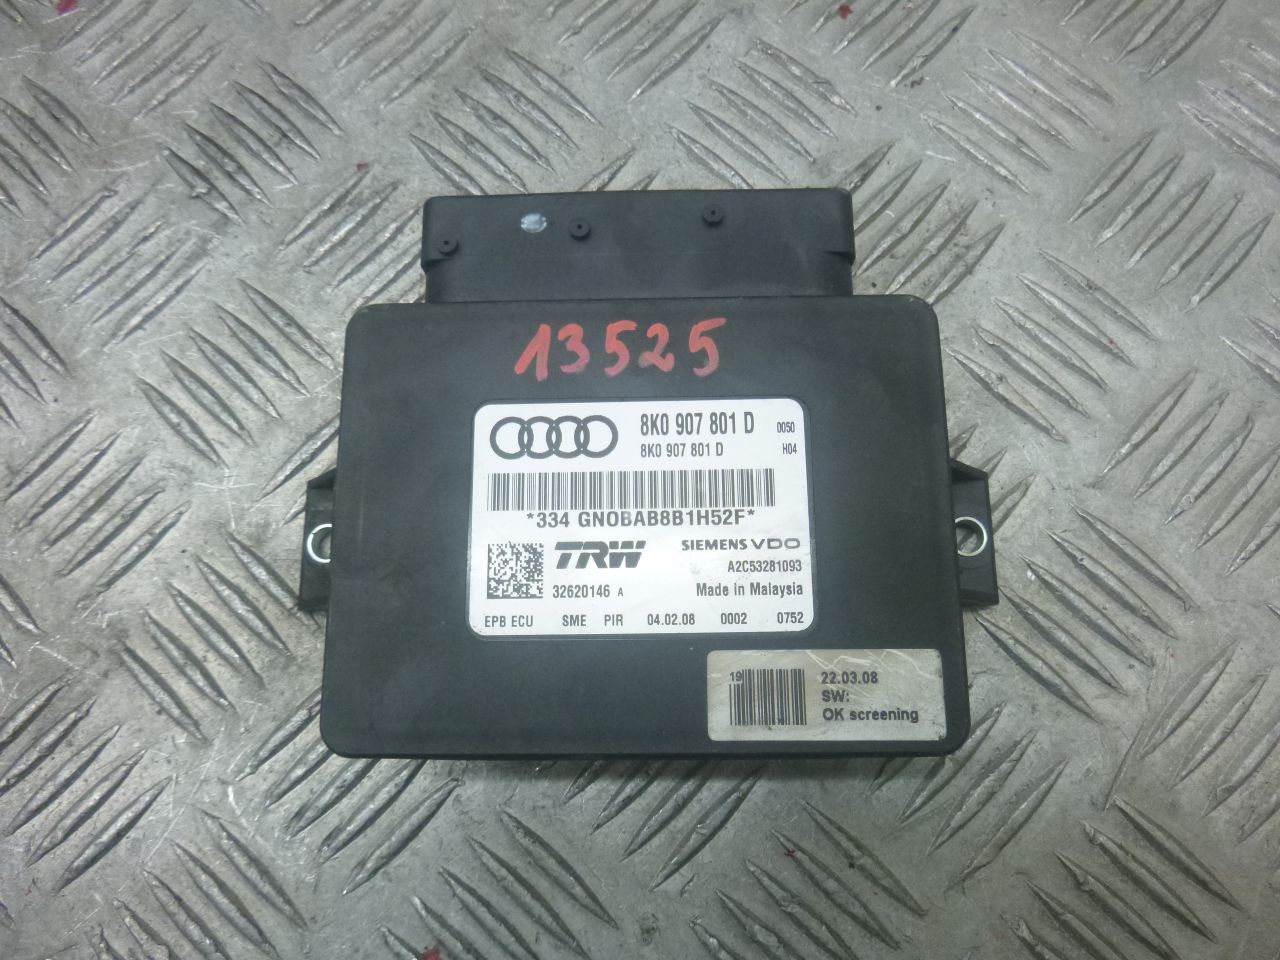 13525
8K0 907 801 D 0050
8K0 907 801 D H04
*334 GN0BAB8B1H52F*
TRW SIEMENS VDO
A2C53281093
32620146 A Made in Malaysia
EPB ECU SME PIR 04.02.08 0002 0752
19 22.03.08
SW:
OK screening